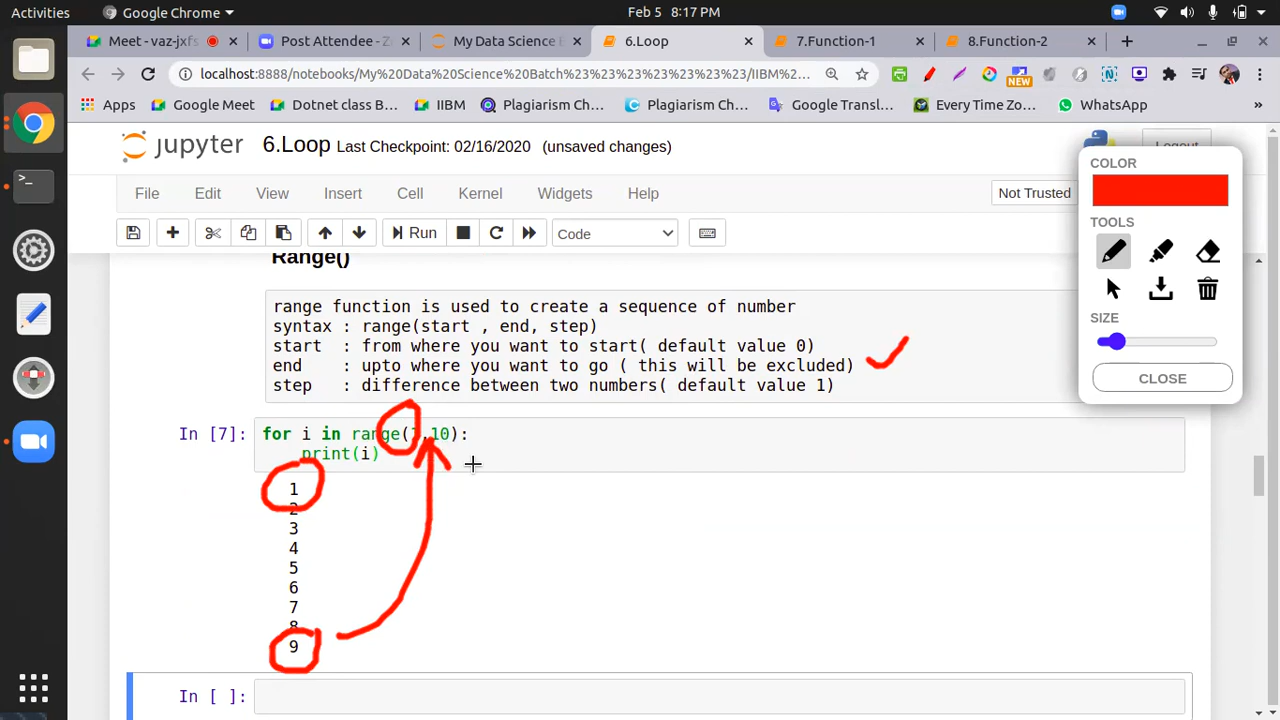 Activities Google Chrome Feb 5 8:17 PM
Meet - vaz-jxfs Post Attendee - Z My Data Science B 6.Loop 7.Function-1 8.Function-2
localhost:8888/notebooks/My%20Data%20Science%20Batch%23%23%23%23%23%23/IIBM%2... NEW
Apps Google Meet Dotnet class B... IIBM Plagiarism Ch... Plagiarism Ch... Google Transl... Every Time Zo... WhatsApp »
jupyter 6.Loop Last Checkpoint: 02/16/2020 (unsaved changes) Logout
File Edit View Insert Cell Kernel Widgets Help Not Trusted
Run Code
Range()
range function is used to create a sequence of number
syntax : range(start , end, step)
start : from where you want to start( default value 0)
end : upto where you want to go ( this will be excluded)
step : difference between two numbers( default value 1)
In [7]: for i in range(1,10):
print(i)
1
2
3
4
5
6
7
8
9
In [ ]:
COLOR
TOOLS
SIZE
CLOSE